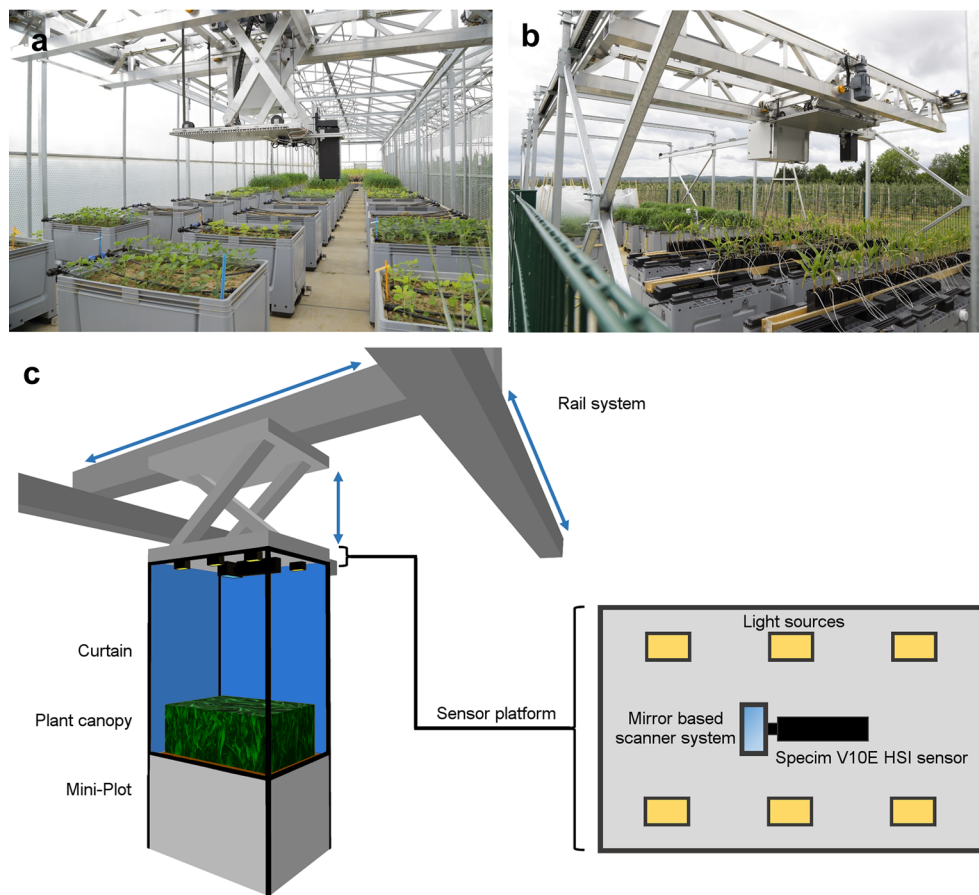 a
b
c
Rail system
Curtain
Plant canopy
Mini-Plot
Sensor platform
Light sources
Mirror based
scanner system
Specim V10E HSI sensor